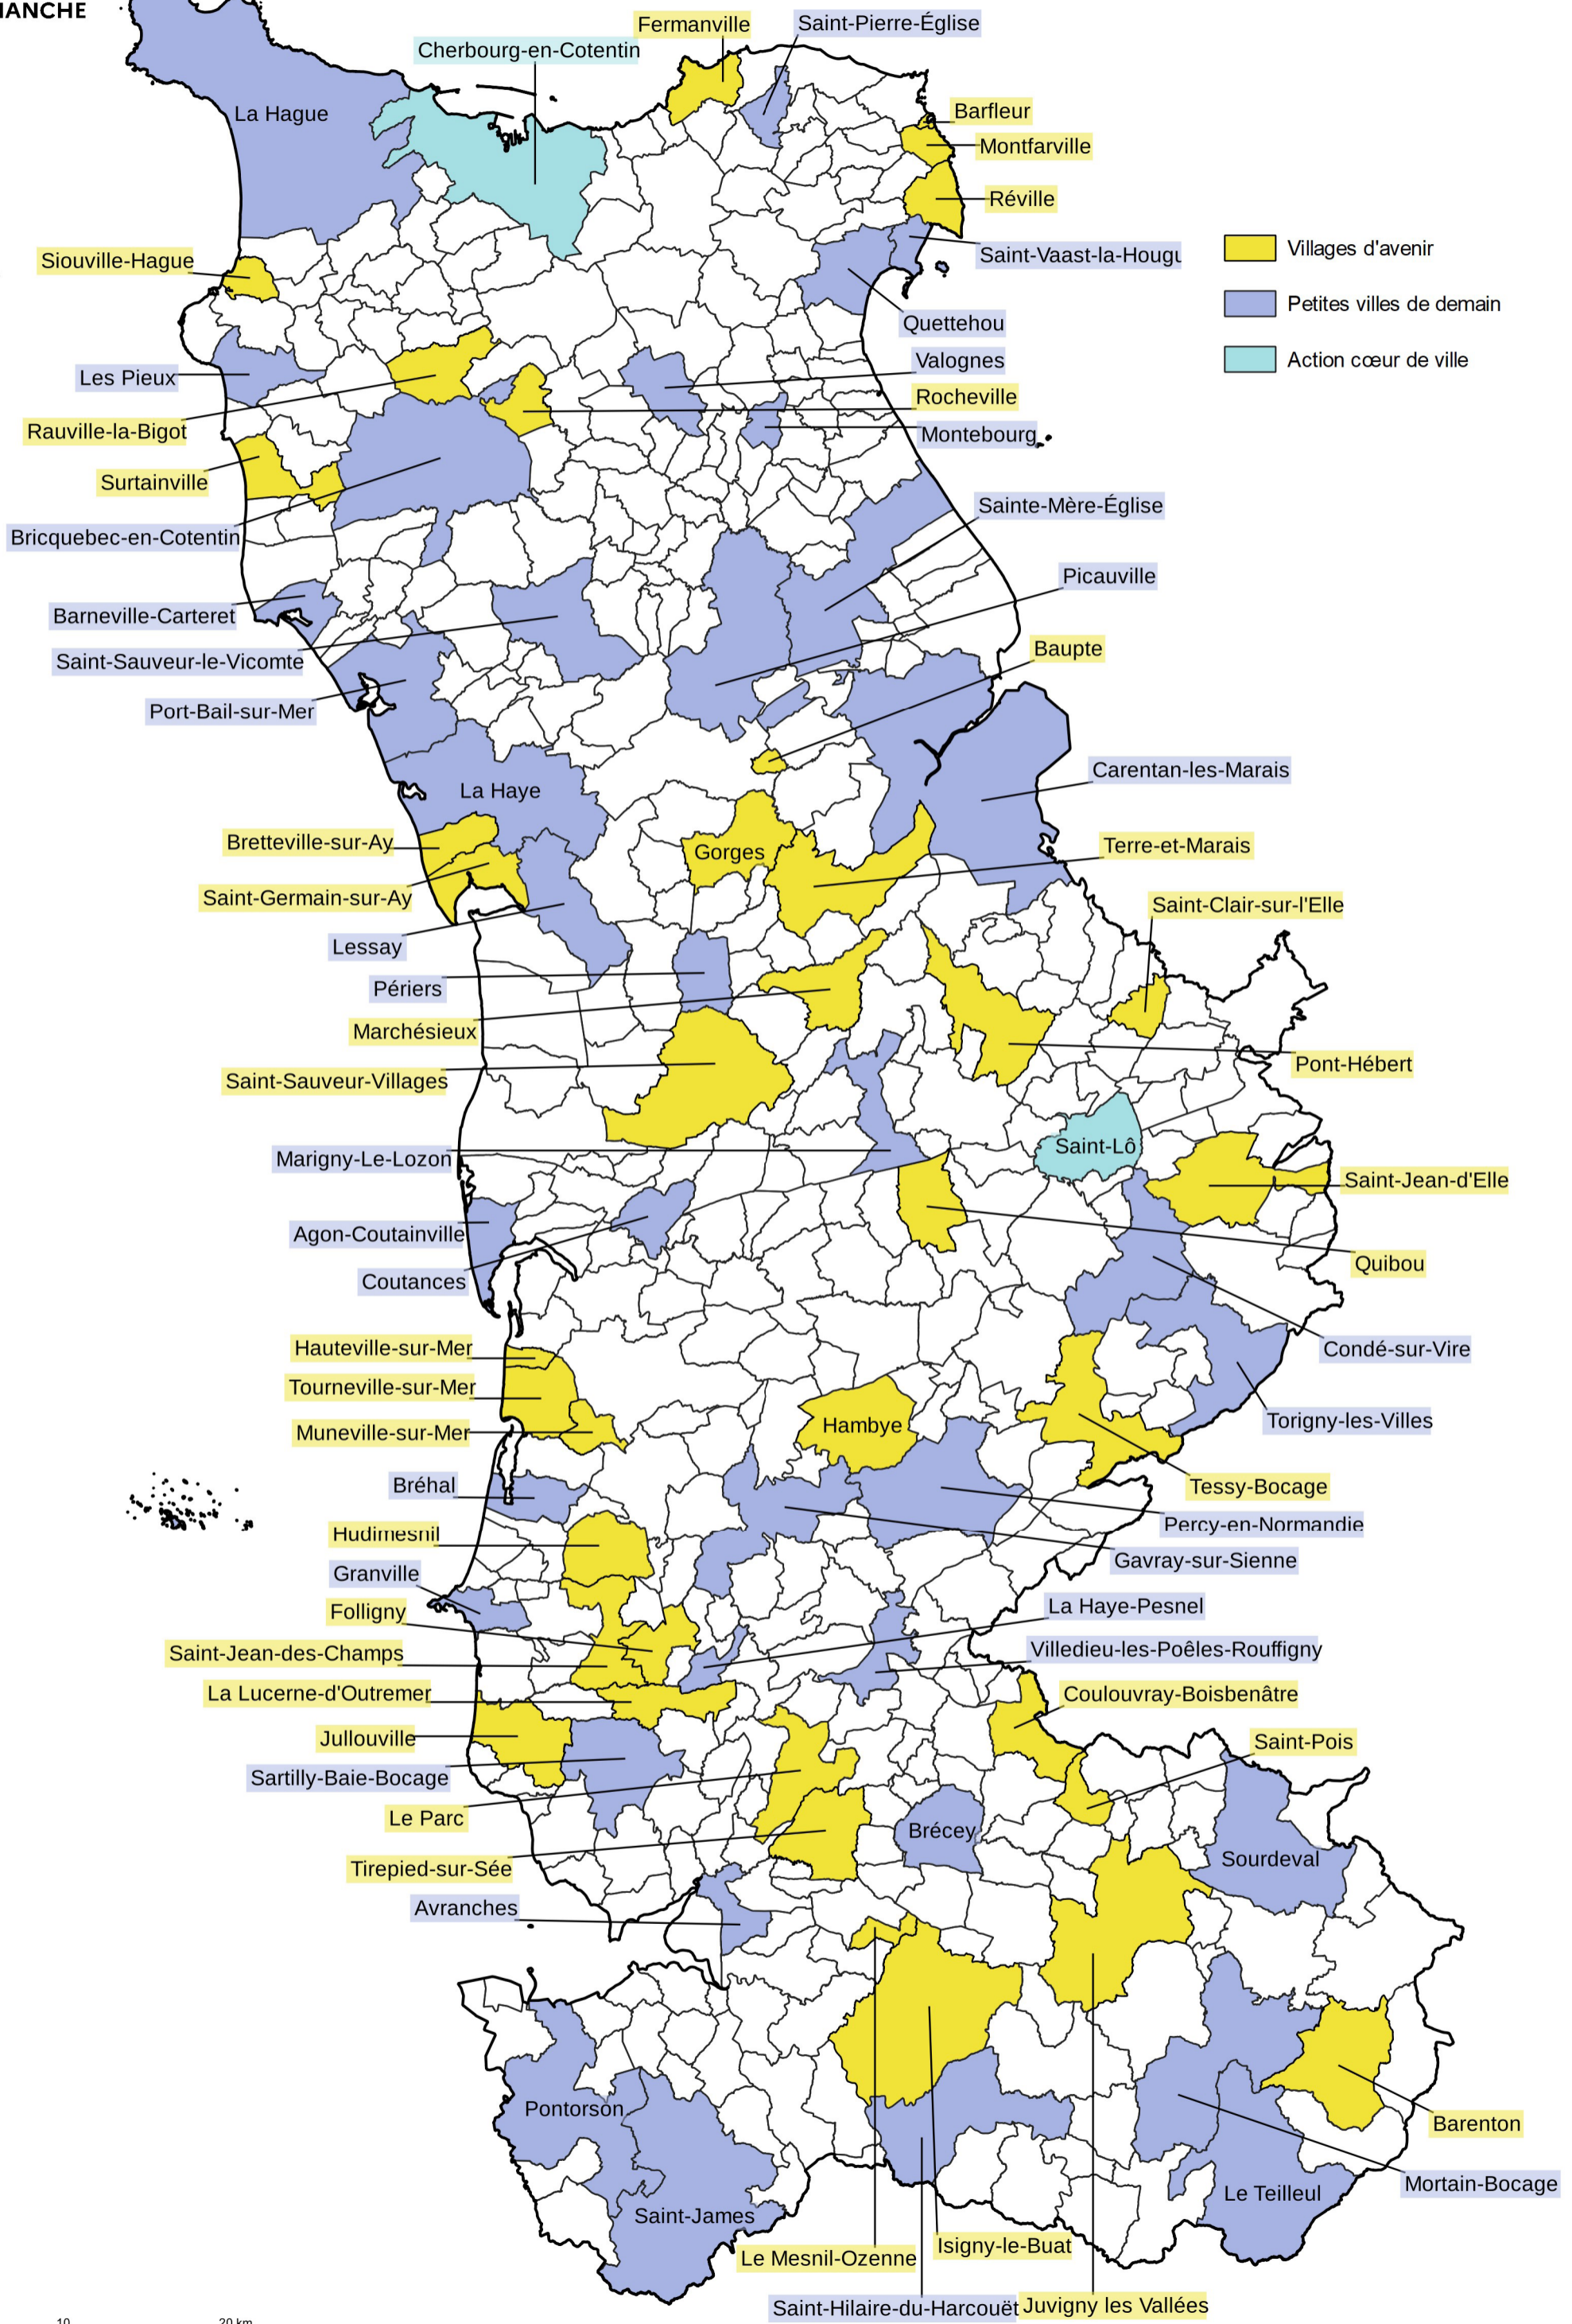 MANCHE
Fermanville
Saint-Pierre-Église
Cherbourg-en-Cotentin
La Hague
Barfleur
Montfarville
Réville
Siouville-Hague
Saint-Vaast-la-Hougu
Villages d'avenir
Petites villes de demain
Action cœur de ville
Quettehou
Les Pieux
Valognes
Rocheville
Rauville-la-Bigot
Montebourg
Surtainville
Sainte-Mère-Église
Bricquebec-en-Cotentin
Picauville
Barneville-Carteret
Baupte
Saint-Sauveur-le-Vicomte
Port-Bail-sur-Mer
Carentan-les-Marais
La Haye
Bretteville-sur-Ay
Gorges
Terre-et-Marais
Saint-Germain-sur-Ay
Saint-Clair-sur-l'Elle
Lessay
Périers
Marchésieux
Pont-Hébert
Saint-Sauveur-Villages
Saint-Lô
Marigny-Le-Lozon
Saint-Jean-d'Elle
Agon-Coutainville
Quibou
Coutances
Hauteville-sur-Mer
Condé-sur-Vire
Tourneville-sur-Mer
Torigny-les-Villes
Hambye
Muneville-sur-Mer
Bréhal
Tessy-Bocage
Percy-en-Normandie
Hudimesnil
Gavray-sur-Sienne
Granville
La Haye-Pesnel
Folligny
Villedieu-les-Poêles-Rouffigny
Saint-Jean-des-Champs
La Lucerne-d'Outremer
Coulouvray-Boisbenâtre
Jullouville
Saint-Pois
Sartilly-Baie-Bocage
Le Parc
Brécey
Sourdeval
Tirepied-sur-Sée
Avranches
Pontorson
Barenton
Mortain-Bocage
Le Teilleul
Saint-James
Isigny-le-Buat
Le Mesnil-Ozenne
Saint-Hilaire-du-Harcouët
Juvigny les Vallées
10
20 km